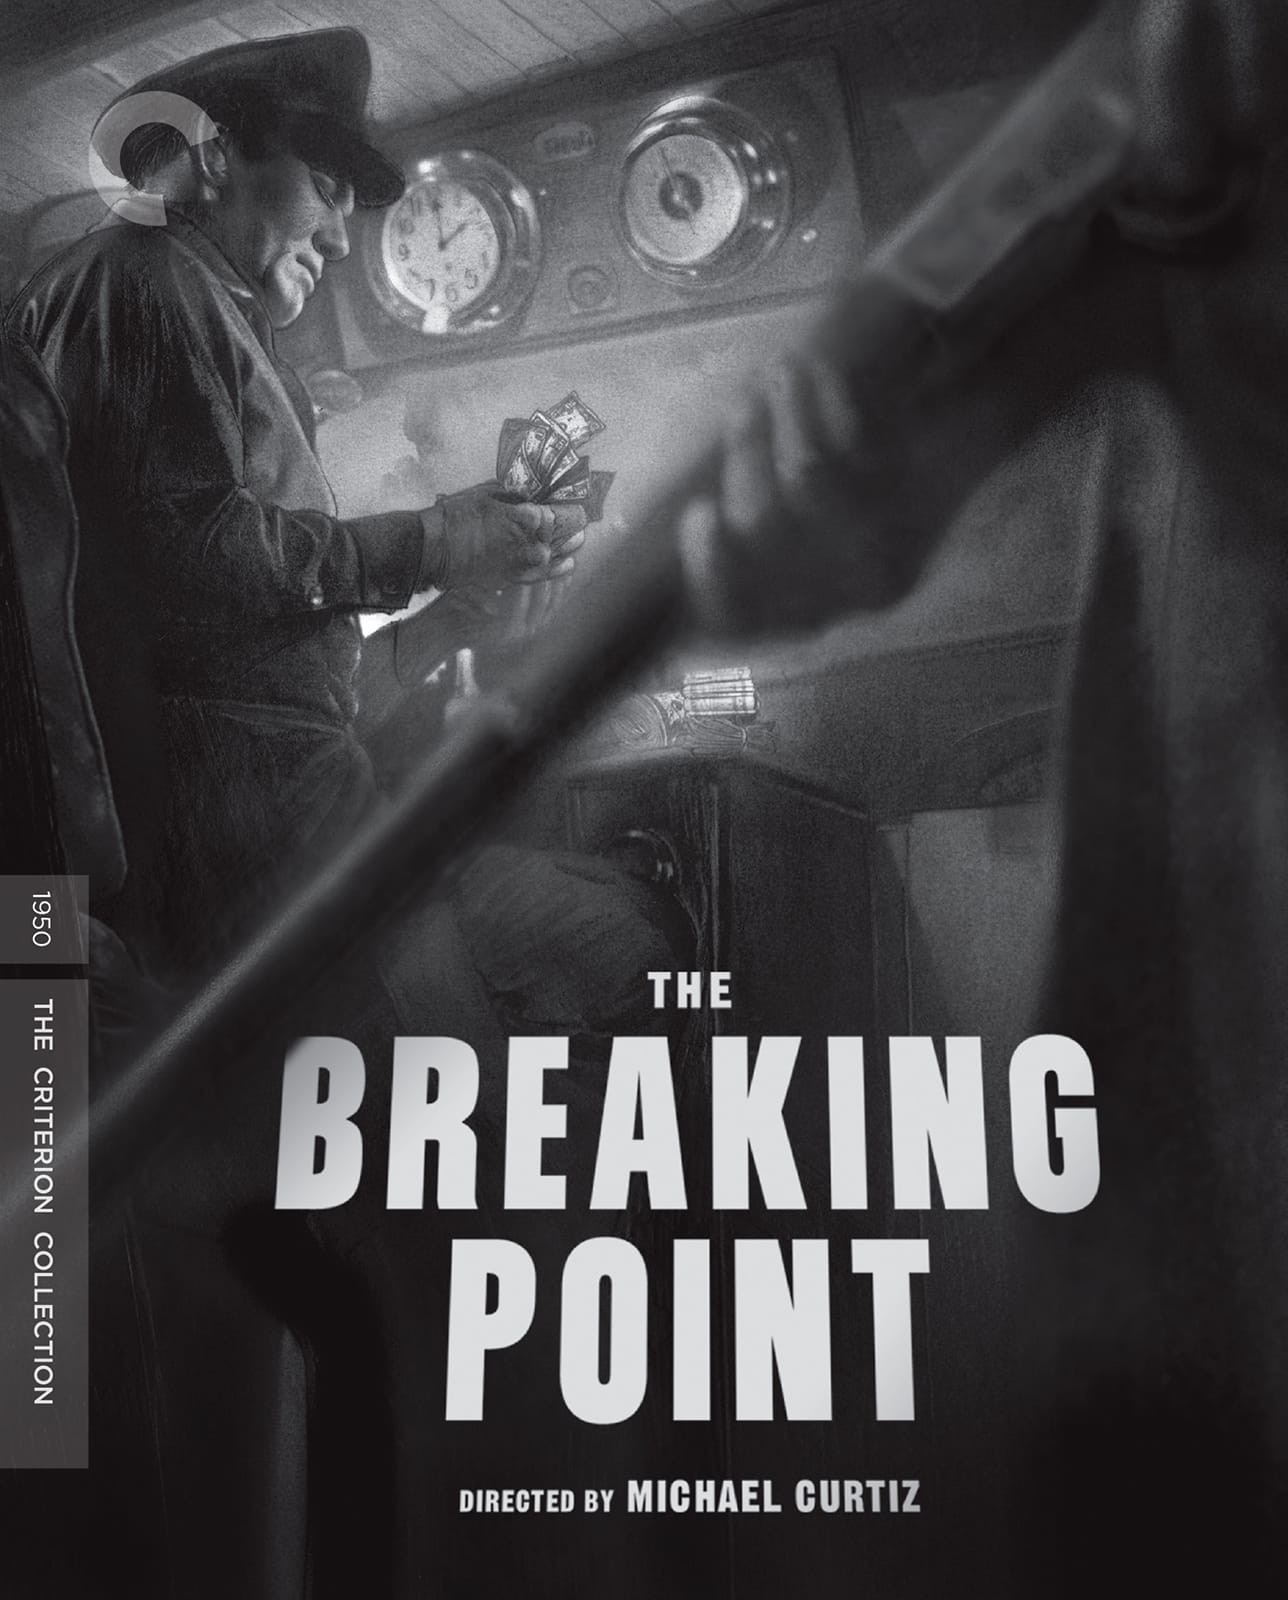 1950
THE CRITERION COLLECTION
THE
BREAKING
POINT
DIRECTED BY MICHAEL CURTIZ